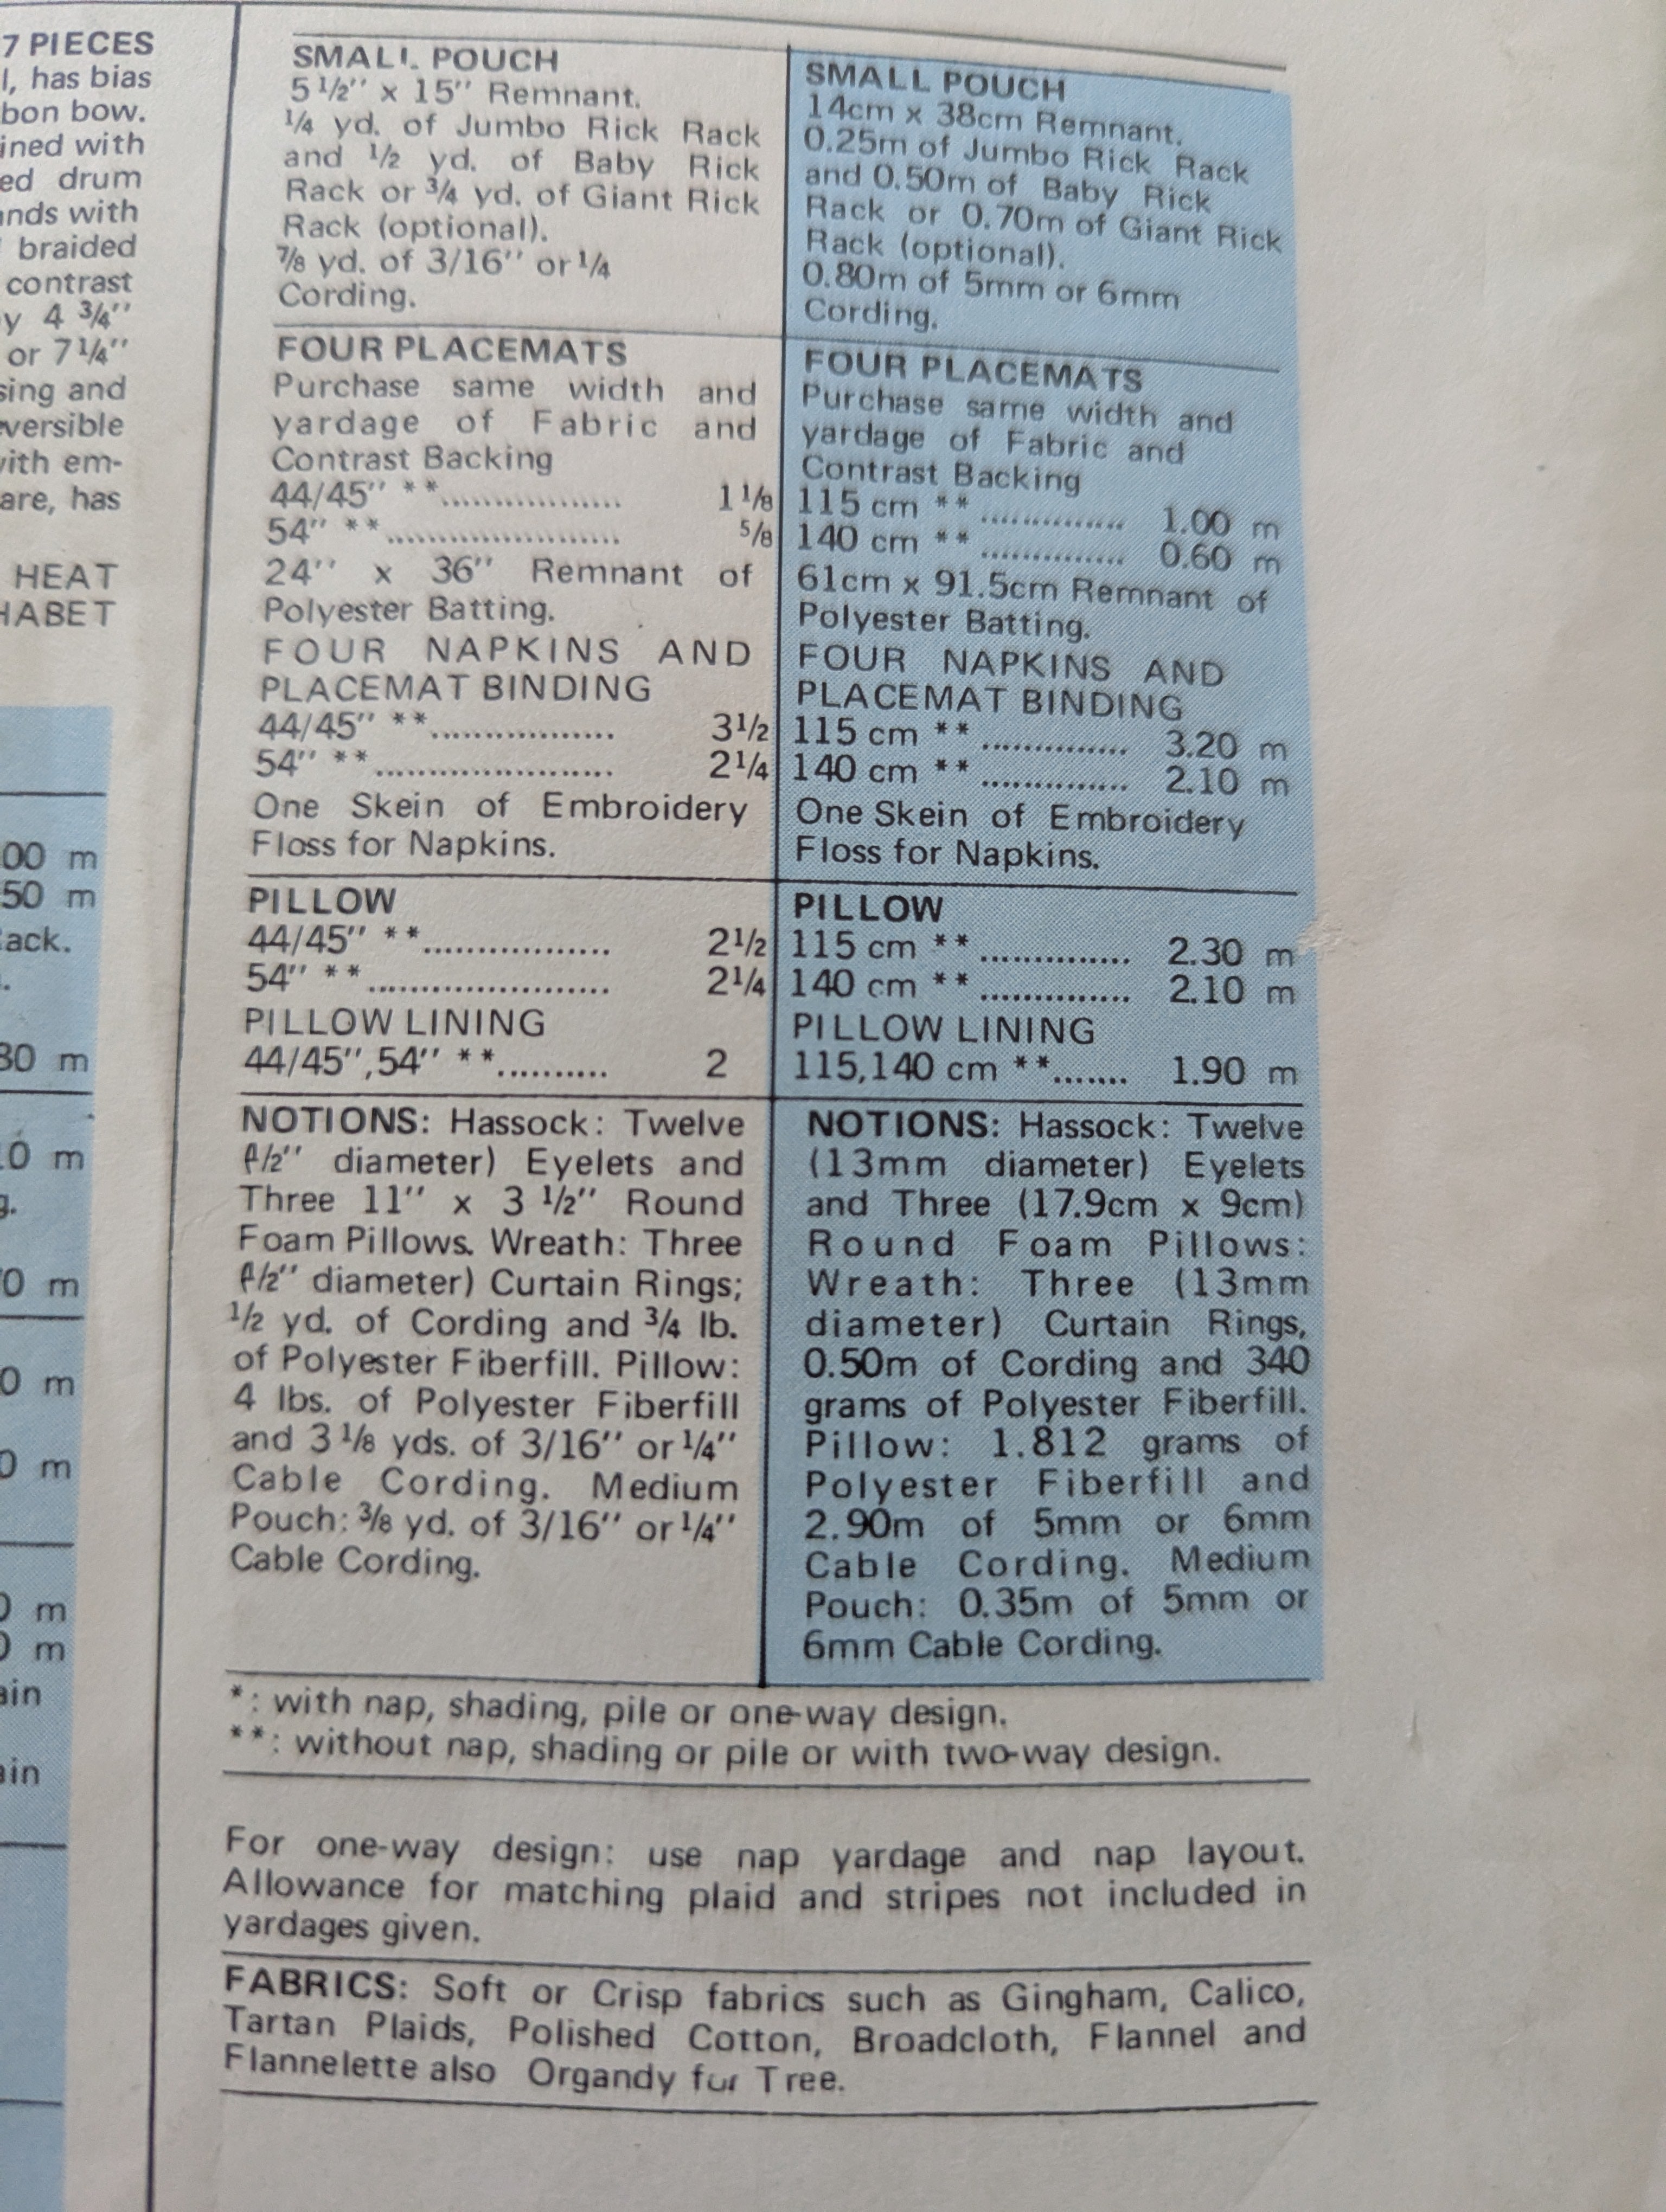 7 PIECES
l, has bias
bon bow.
ined with
ed drum
nds with
braided
contrast
y 4 3/4''
or 7 1/4''
sing and
versible
ith em-
are, has
HEAT
HABET
00 m
50 m
ack.
.
30 m
.0 m
g.
0 m
0 m
0 m
0 m
0 m
ain
ain
SMALL POUCH
5 1/2'' x 15'' Remnant.
1/4 yd. of Jumbo Rick Rack
and 1/2 yd. of Baby Rick
Rack or 3/4 yd. of Giant Rick
Rack (optional).
7/8 yd. of 3/16'' or 1/4
Cording.
FOUR PLACEMATS
Purchase same width and
yardage of Fabric and
Contrast Backing
44/45'' **.................. 1 1/8
54'' **....................... 5/8
24'' x 36'' Remnant of
Polyester Batting.
FOUR NAPKINS AND
PLACEMAT BINDING
44/45'' **.................. 3 1/2
54'' **....................... 2 1/4
One Skein of Embroidery
Floss for Napkins.
PILLOW
44/45'' **.................. 2 1/2
54'' **....................... 2 1/4
PILLOW LINING
44/45'',54'' **........... 2
NOTIONS: Hassock: Twelve
(1/2'' diameter) Eyelets and
Three 11'' x 3 1/2'' Round
Foam Pillows. Wreath: Three
(1/2'' diameter) Curtain Rings;
1/2 yd. of Cording and 3/4 lb.
of Polyester Fiberfill. Pillow:
4 lbs. of Polyester Fiberfill
and 3 1/8 yds. of 3/16'' or 1/4''
Cable Cording. Medium
Pouch: 3/8 yd. of 3/16'' or 1/4''
Cable Cording.
SMALL POUCH
14cm x 38cm Remnant.
0.25m of Jumbo Rick Rack
and 0.50m of Baby Rick
Rack or 0.70m of Giant Rick
Rack (optional).
0.80m of 5mm or 6mm
Cording.
FOUR PLACEMATS
Purchase same width and
yardage of Fabric and
Contrast Backing
115 cm ** .............. 1.00 m
140 cm ** .............. 0.60 m
61cm x 91.5cm Remnant of
Polyester Batting.
FOUR NAPKINS AND
PLACEMAT BINDING
115 cm ** .............. 3.20 m
140 cm ** .............. 2.10 m
One Skein of Embroidery
Floss for Napkins.
PILLOW
115 cm ** .............. 2.30 m
140 cm ** .............. 2.10 m
PILLOW LINING
115,140 cm **....... 1.90 m
NOTIONS: Hassock: Twelve
(13mm diameter) Eyelets
and Three (17.9cm x 9cm)
Round Foam Pillows:
Wreath: Three (13mm
diameter) Curtain Rings,
0.50m of Cording and 340
grams of Polyester Fiberfill.
Pillow: 1.812 grams of
Polyester Fiberfill and
2.90m of 5mm or 6mm
Cable Cording. Medium
Pouch: 0.35m of 5mm or
6mm Cable Cording.
*: with nap, shading, pile or one-way design.
**: without nap, shading or pile or with two-way design.
For one-way design: use nap yardage and nap layout.
Allowance for matching plaid and stripes not included in
yardages given.
FABRICS: Soft or Crisp fabrics such as Gingham, Calico,
Tartan Plaids, Polished Cotton, Broadcloth, Flannel and
Flannelette also Organdy for Tree.